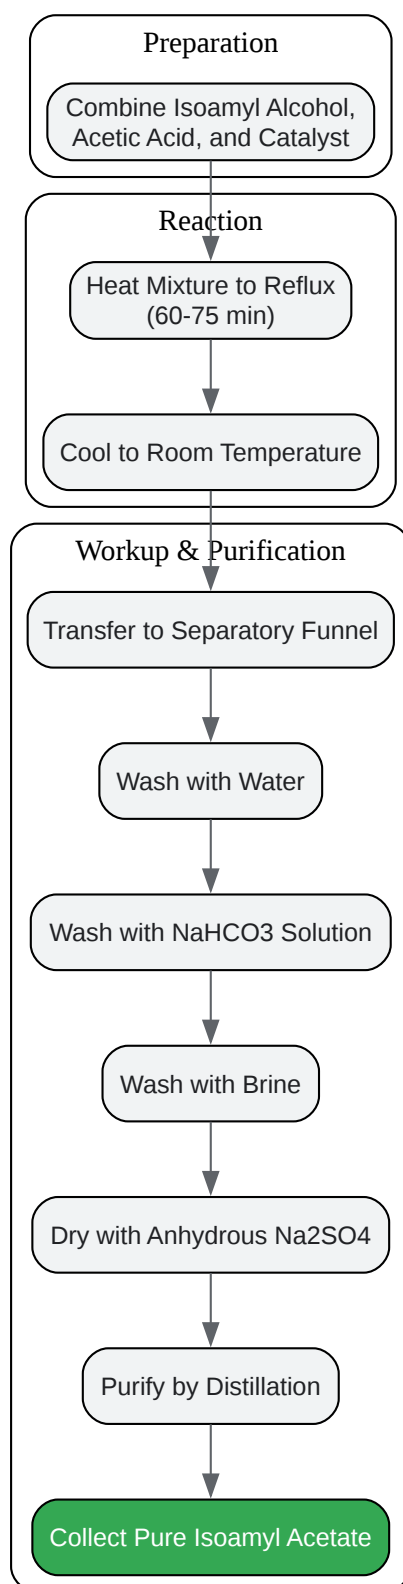 Preparation
Combine Isoamyl Alcohol,
Acetic Acid, and Catalyst
Reaction
Heat Mixture to Reflux
(60-75 min)
Cool to Room Temperature
Workup & Purification
Transfer to Separatory Funnel
Wash with Water
Wash with NaHCO3 Solution
Wash with Brine
Dry with Anhydrous Na2SO4
Purify by Distillation
Collect Pure Isoamyl Acetate